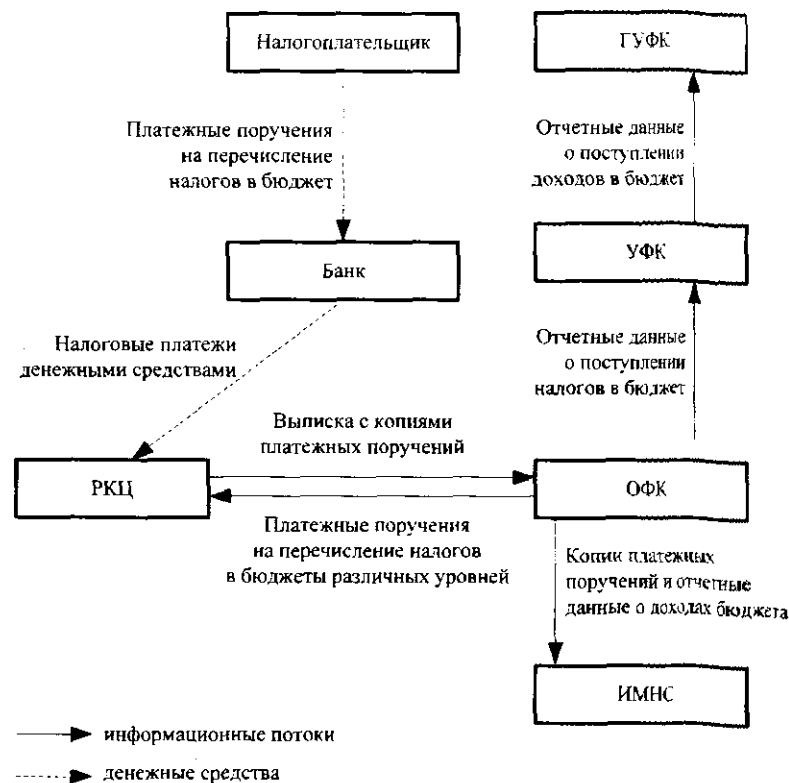 Налогоплательщик
ГУФК
Платежные поручения
на перечисление
налогов в бюджет
Отчетные данные
о поступлении
доходов в бюджет
Банк
УФК
Налоговые платежи
денежными средствами
Отчетные данные
о поступлении
налогов в бюджет
Выписка с копиями
платежных поручений
РКЦ
ОФК
Платежные поручения
на перечисление налогов
в бюджеты различных уровней
Копии платежных
поручений и отчетные
данные о доходах бюджета
ИМНС
информационные потоки
денежные средства